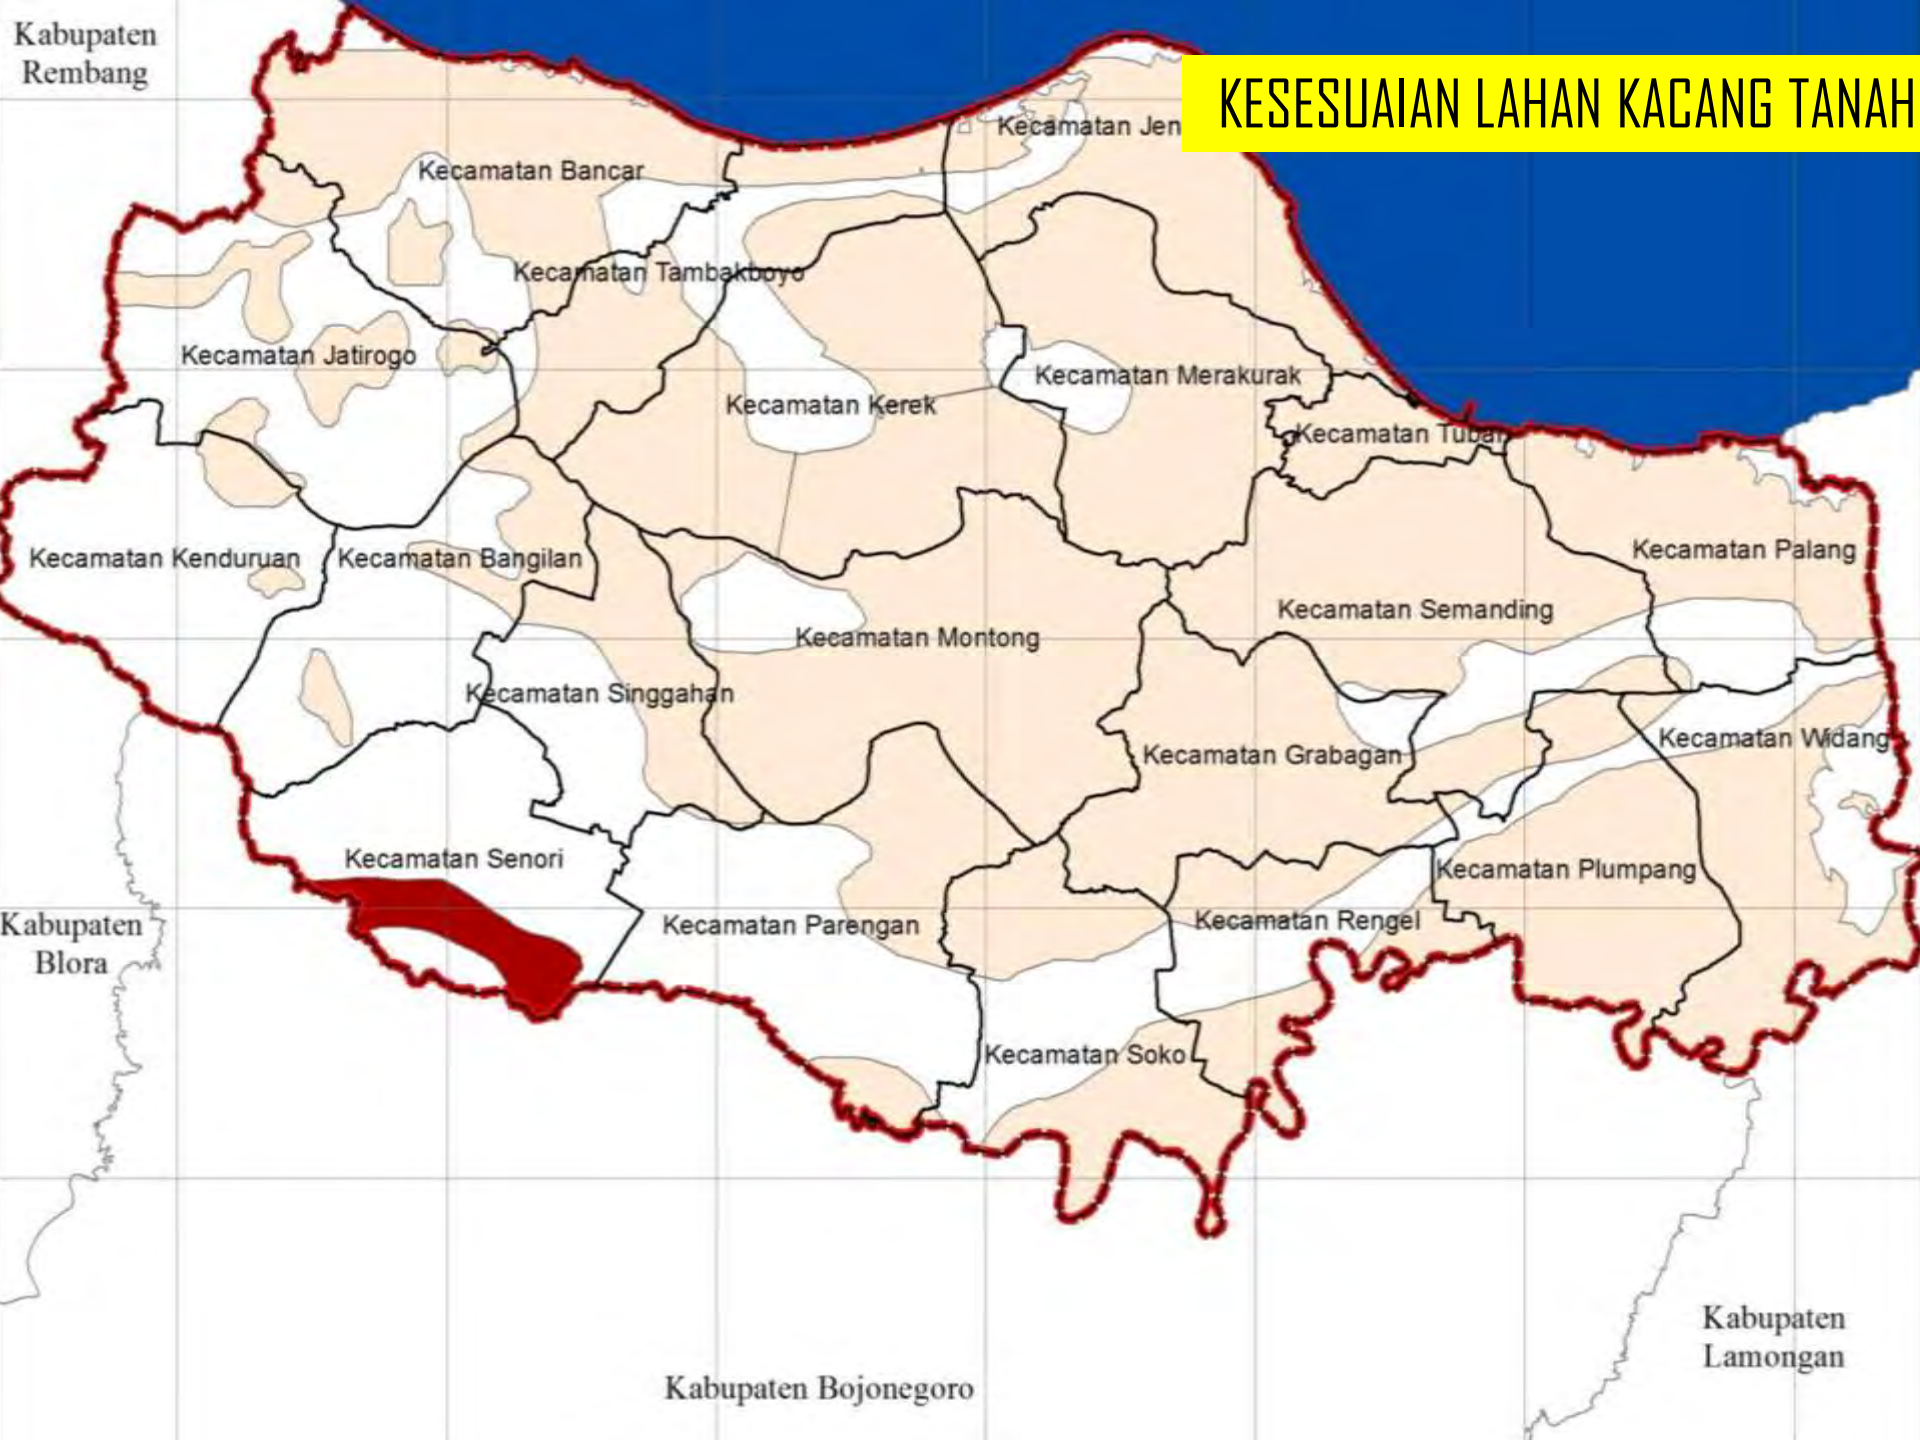 Kabupaten
Rembang
KESESUAIAN LAHAN KACANG TANAH
Kecamatan Jen
Kecamatan Bancar
Kecamatan Tambakboyo
Kecamatan Jatirogo
Kecamatan Merakurak
Kecamatan Kerek
Kecamatan Tuban
Kecamatan Palang
Kecamatan Kenduruan
Kecamatan Bangilan
Kecamatan Semanding
Kecamatan Montong
Kecamatan Singgahan
Kecamatan Widang
Kecamatan Grabagan
Kecamatan Senori
Kecamatan Plumpang
Kecamatan Rengel
Kecamatan Parengan
Kabupaten
Blora
Kecamatan Soko
Kabupaten
Lamongan
Kabupaten Bojonegoro